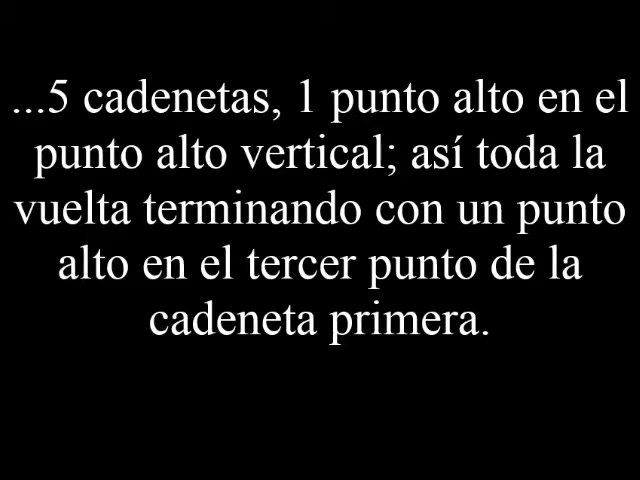 ...5 cadenetas, 1 punto alto en el
punto alto vertical; así toda la
vuelta terminando con un punto
alto en el tercer punto de la
cadeneta primera.